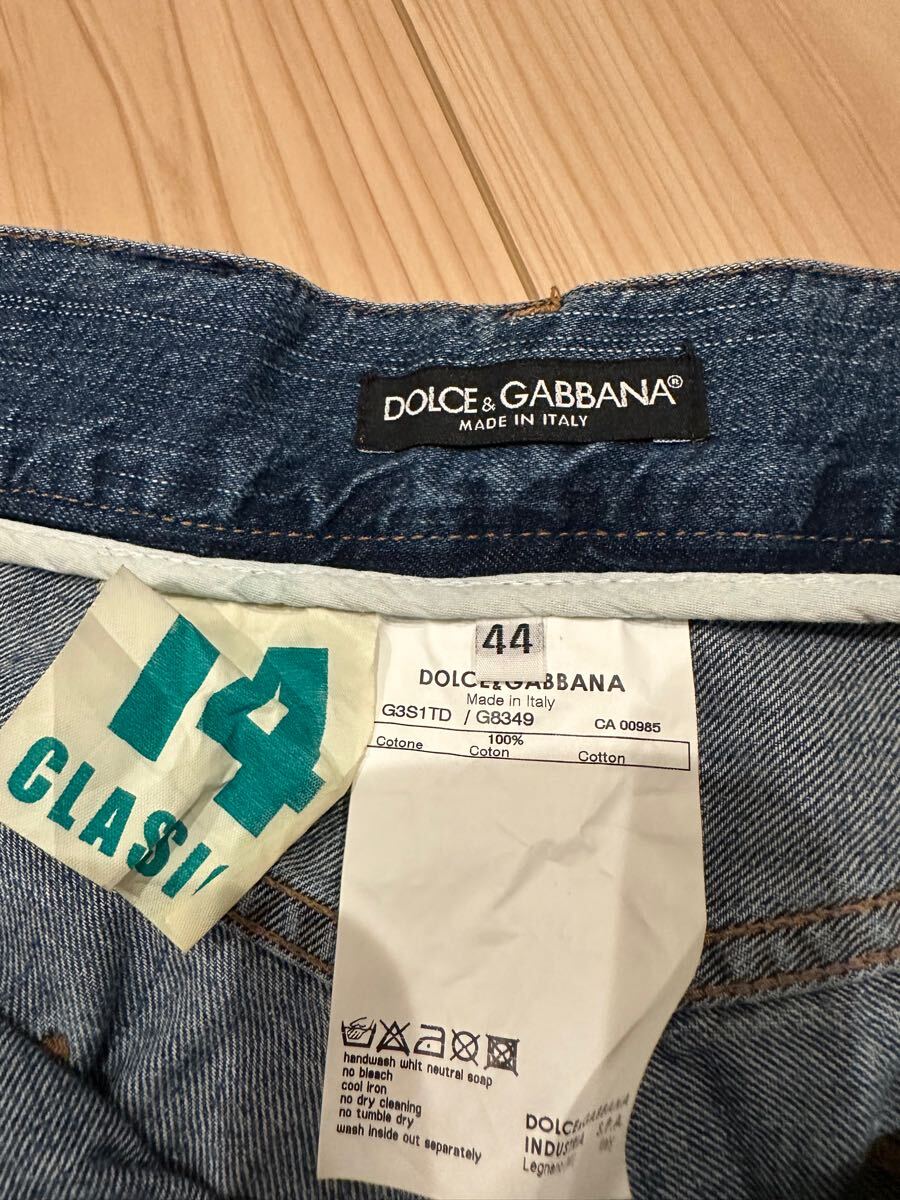 DOLCE & GABBANA®
MADE IN ITALY
14
CLASSI
44
DOLCE&GABBANA
Made in Italy
G3S1TD / G8349 CA 00985
100%
Cotone Coton Cotton
handwash whit neutral soap
no bleach
cool iron
no dry cleaning
no tumble dry
wash inside out separately
DOLCE&GABBANA
INDUSTRIA S.P.A.
Legnano